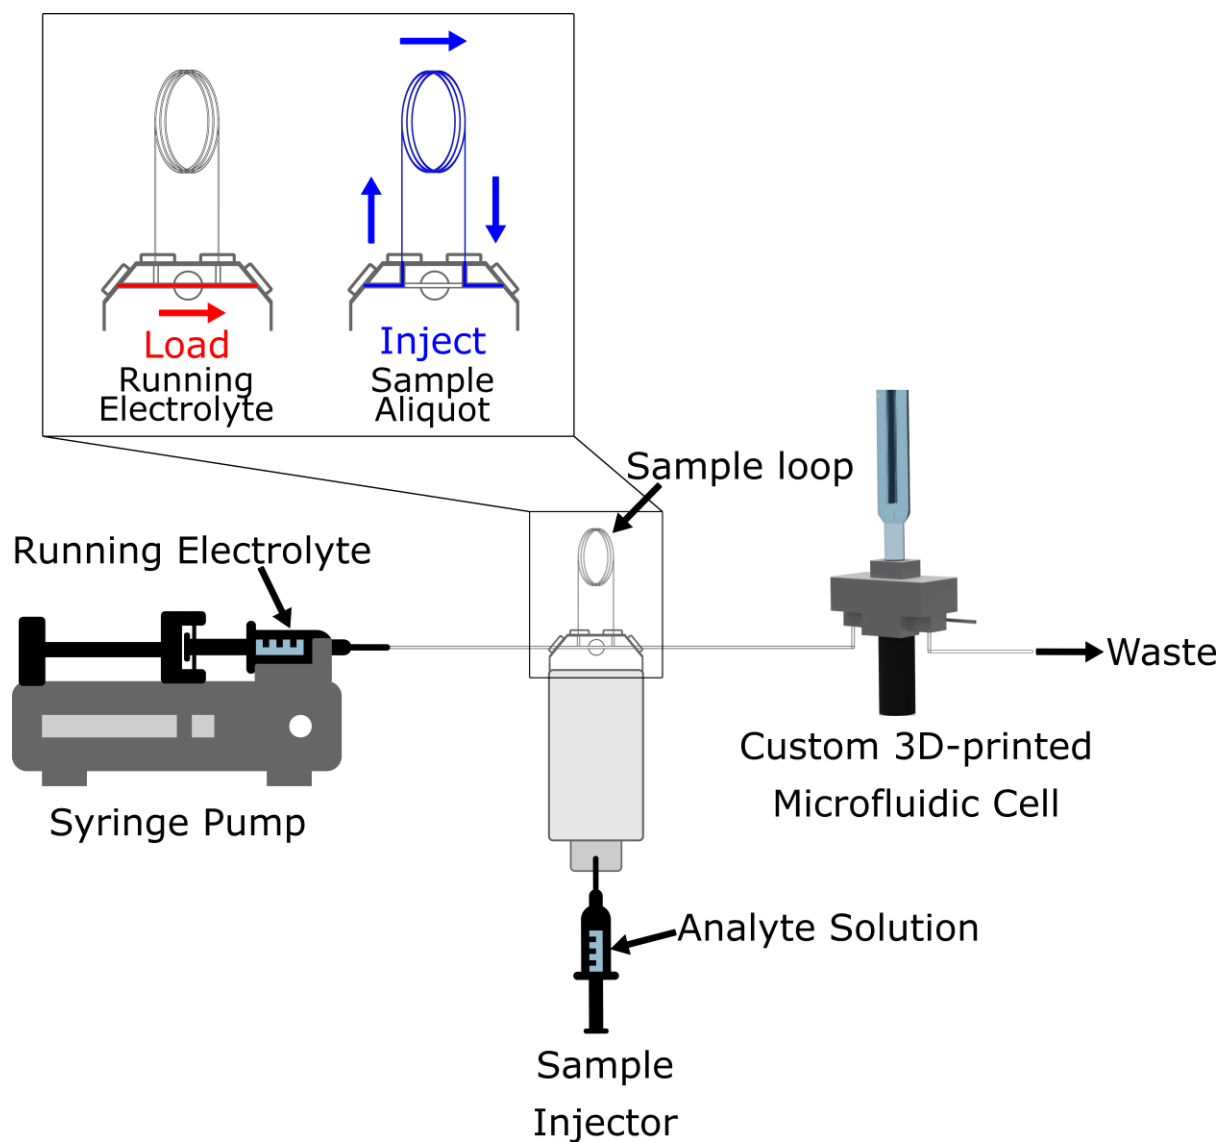 Load
Running
Electrolyte
Inject
Sample
Aliquot
Sample loop
Running Electrolyte
Waste
Syringe Pump
Custom 3D-printed
Microfluidic Cell
Analyte Solution
Sample
Injector